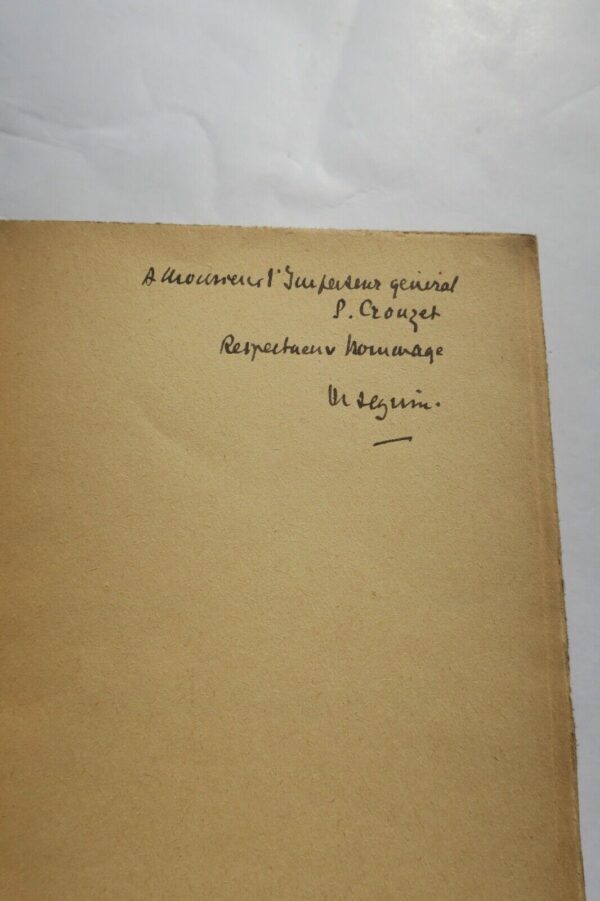 A Monsieur l'Inspecteur général
P. Crouzet
Respectueux hommage
M Seguin.